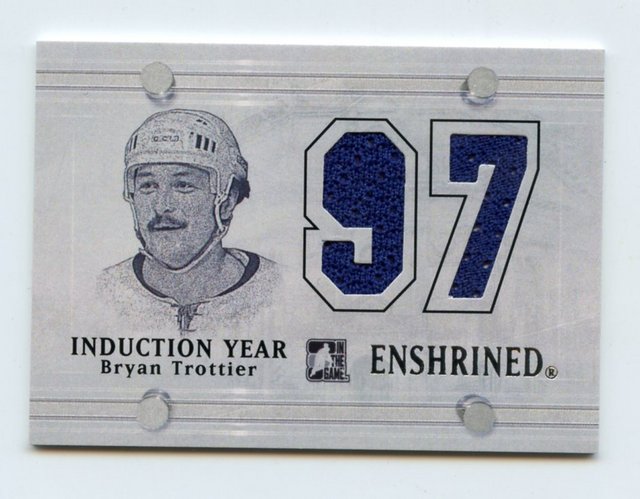 97
INDUCTION YEAR
Bryan Trottier
IN
THE
GAME
ENSHRINED®